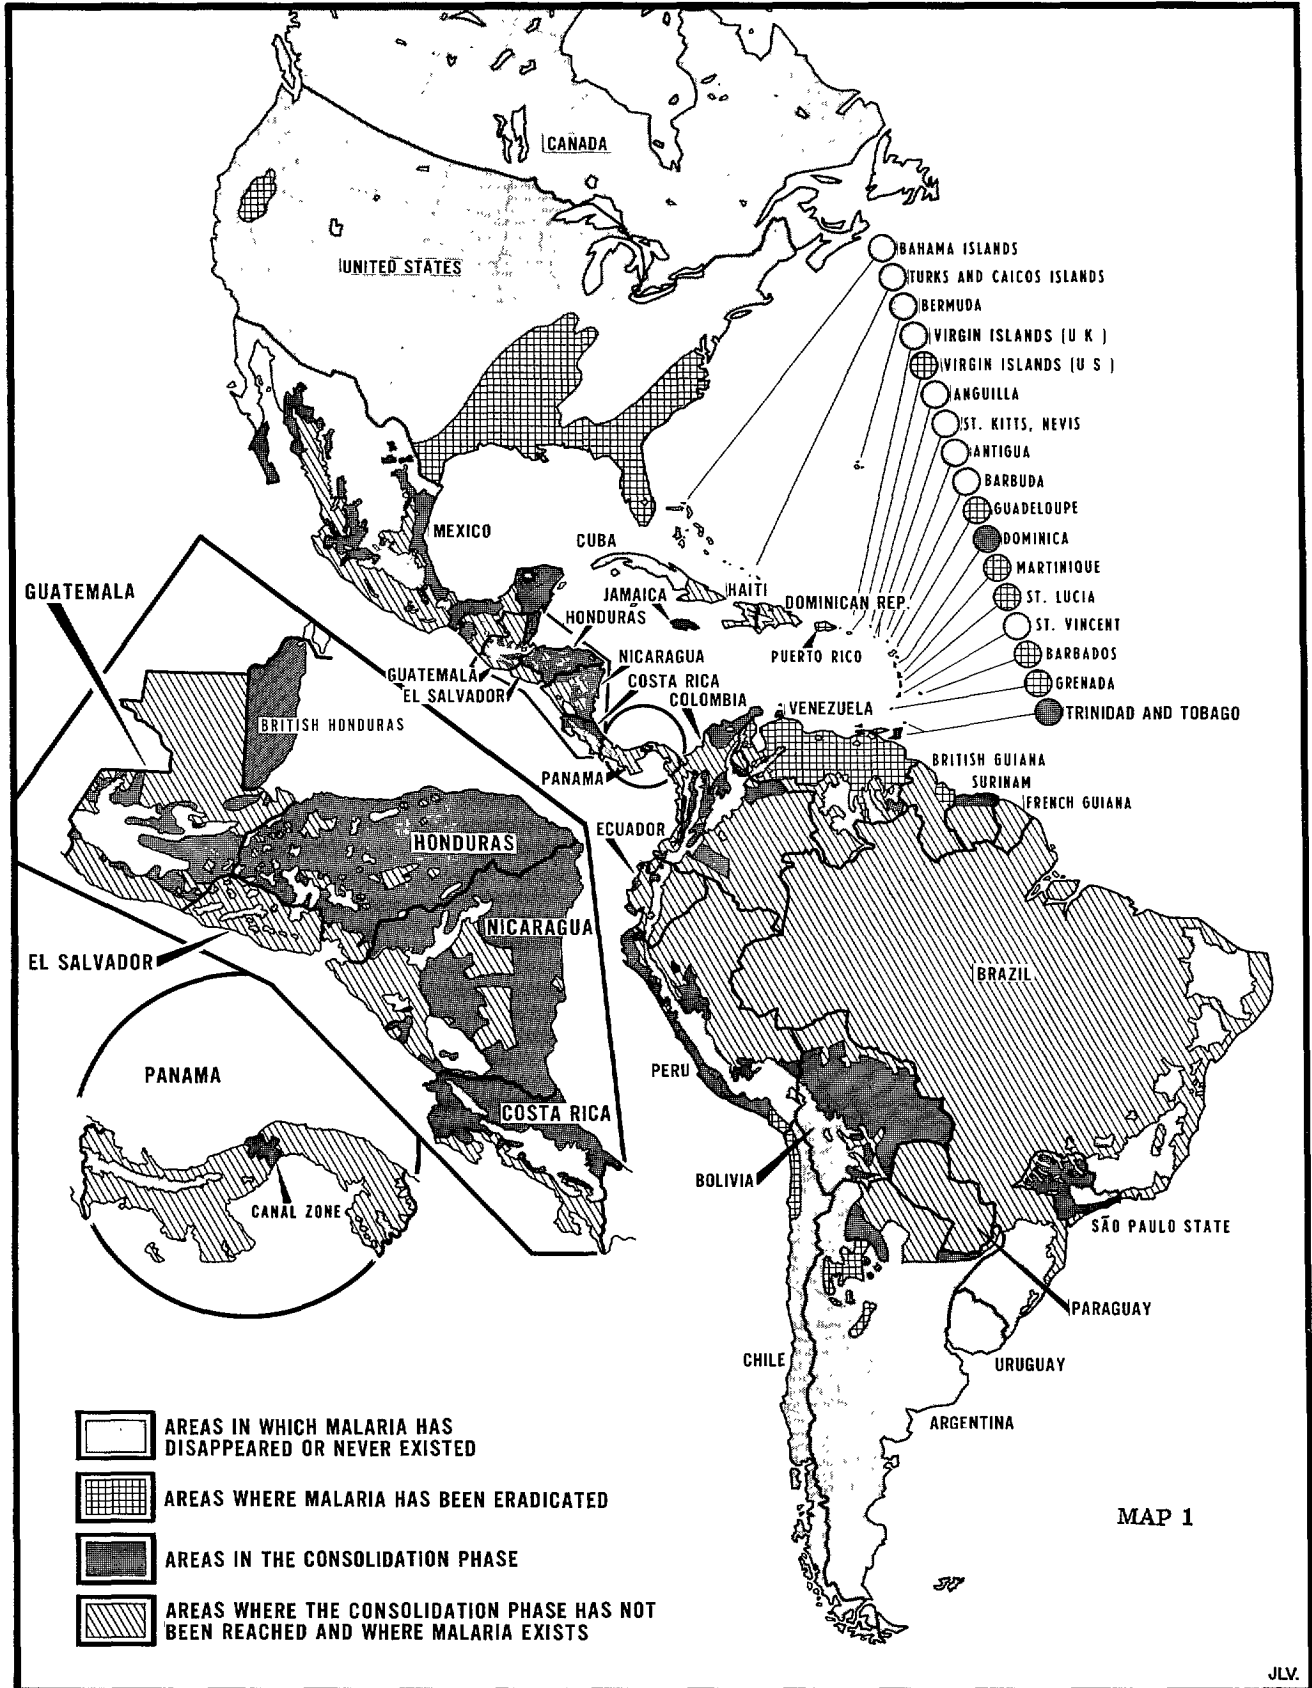 CANADA
UNITED STATES
BAHAMA ISLANDS
TURKS AND CAICOS ISLANDS
BERMUDA
VIRGIN ISLANDS (U K )
VIRGIN ISLANDS (U S )
ANGUILLA
ST. KITTS, NEVIS
ANTIGUA
BARBUDA
GUADELOUPE
DOMINICA
MARTINIQUE
ST. LUCIA
ST. VINCENT
BARBADOS
GRENADA
TRINIDAD AND TOBAGO
MEXICO
CUBA
HAITI
JAMAICA
DOMINICAN REP.
HONDURAS
PUERTO RICO
NICARAGUA
GUATEMALA
COSTA RICA
EL SALVADOR
COLOMBIA
VENEZUELA
PANAMA
BRITISH GUIANA
SURINAM
FRENCH GUIANA
ECUADOR
GUATEMALA
BRITISH HONDURAS
HONDURAS
NICARAGUA
EL SALVADOR
COSTA RICA
PANAMA
CANAL ZONE
BRAZIL
PERU
BOLIVIA
SÃO PAULO STATE
PARAGUAY
CHILE
URUGUAY
ARGENTINA
AREAS IN WHICH MALARIA HAS
DISAPPEARED OR NEVER EXISTED
AREAS WHERE MALARIA HAS BEEN ERADICATED
AREAS IN THE CONSOLIDATION PHASE
AREAS WHERE THE CONSOLIDATION PHASE HAS NOT
BEEN REACHED AND WHERE MALARIA EXISTS
MAP 1
JLV.